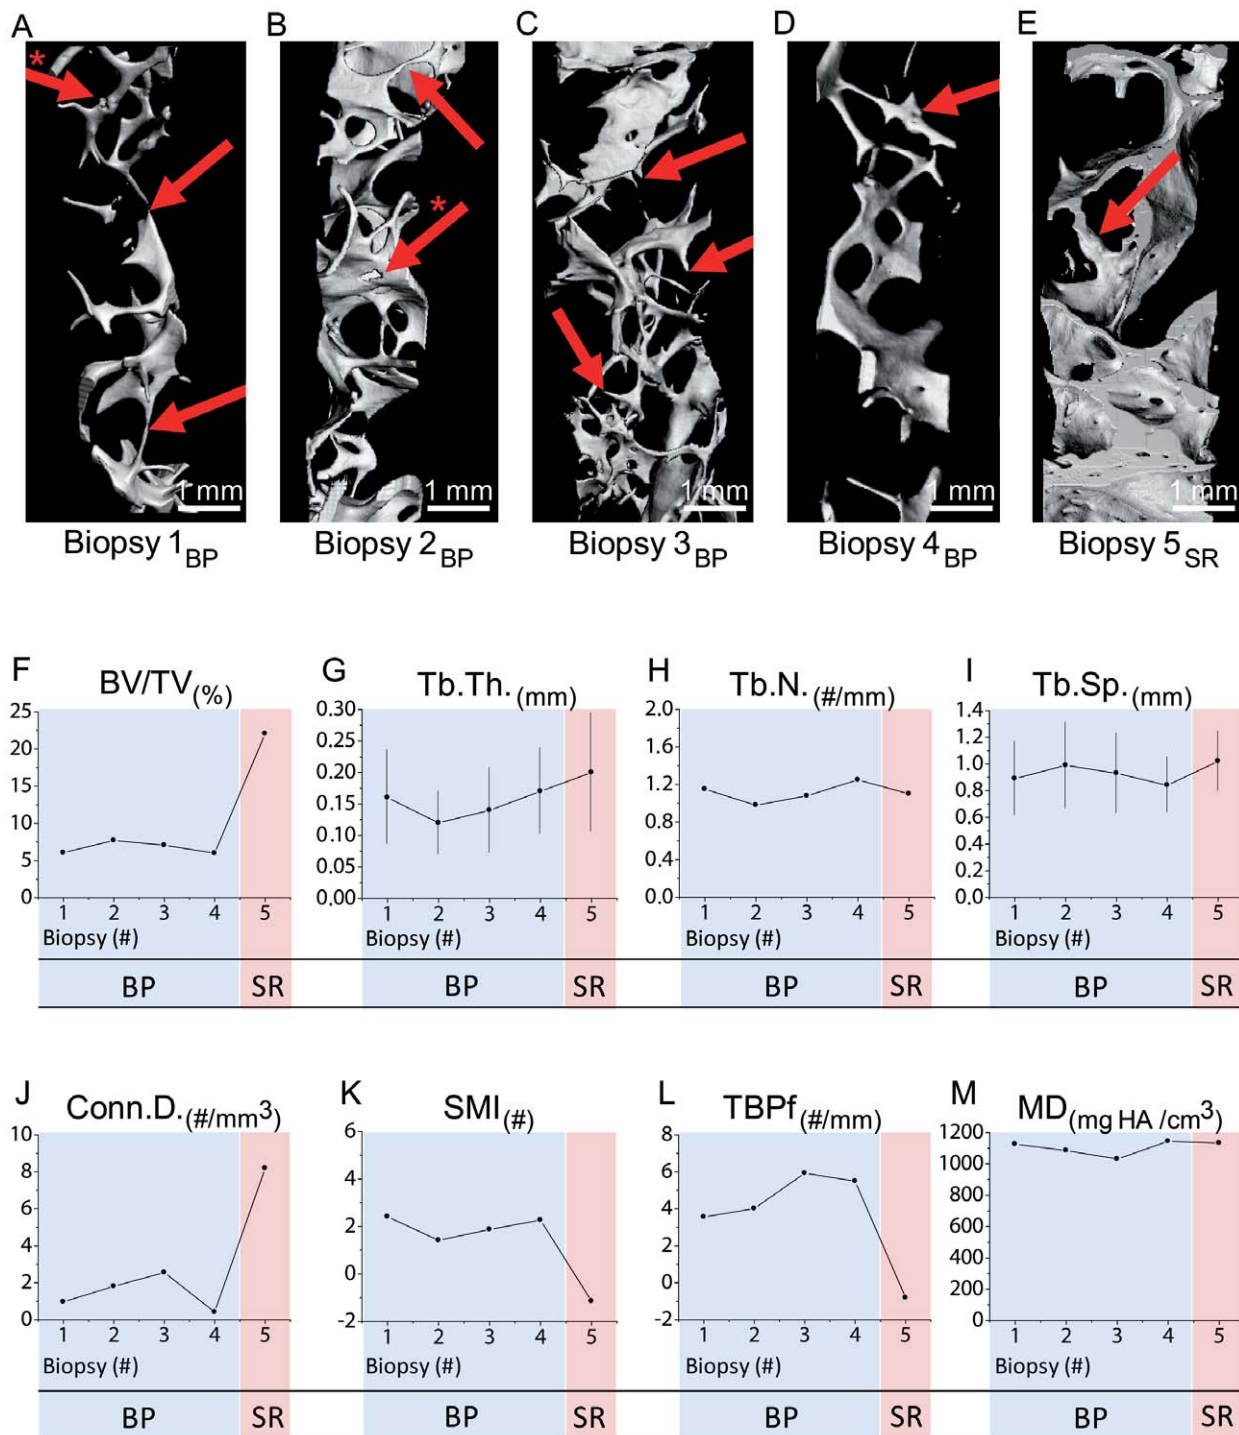 A B C D E
* *
1 mm 1 mm 1 mm 1 mm 1 mm
Biopsy 1BP Biopsy 2BP Biopsy 3BP Biopsy 4BP Biopsy 5SR
F G H I
BV/TV(%) Tb.Th.(mm) Tb.N.(#/mm) Tb.Sp.(mm)
25 0.30 2.0 1.4
20 0.25 1.6 1.2
15 0.20 1.2 1.0
10 0.15 0.8 0.8
5 0.10 0.4 0.6
0 0.05 0.0 0.4
0.00 0.2
0.0
1 2 3 4 5 1 2 3 4 5 1 2 3 4 5 1 2 3 4 5
Biopsy (#) Biopsy (#) Biopsy (#) Biopsy (#)
BP SR BP SR BP SR BP SR
J K L M
Conn.D.(#/mm3) SMI(#) TBPf(#/mm) MD(mg HA /cm3)
10 6 8 1200
8 4 6 1000
6 2 4 800
4 0 2 600
2 -2 0 400
0 -2 200
0
1 2 3 4 5 1 2 3 4 5 1 2 3 4 5 1 2 3 4 5
Biopsy (#) Biopsy (#) Biopsy (#) Biopsy (#)
BP SR BP SR BP SR BP SR